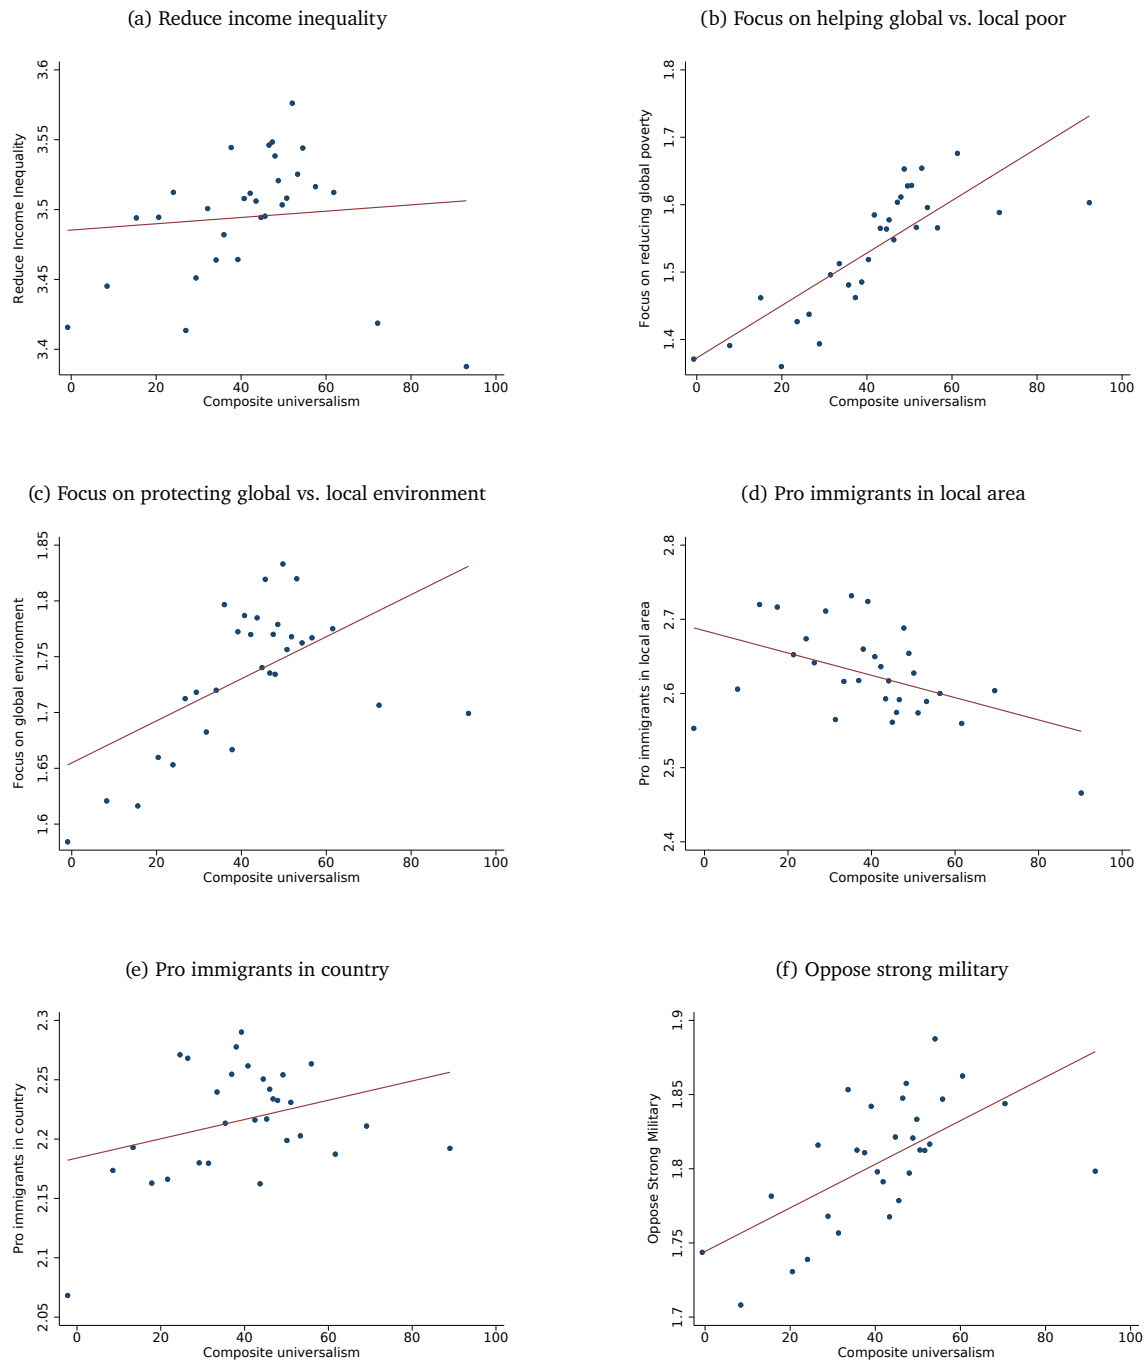 (a) Reduce income inequality
3.6
3.55
3.5
3.45
3.4
Reduce Income Inequality
0 20 40 60 80 100
Composite universalism
(b) Focus on helping global vs. local poor
1.8
1.7
1.6
1.5
1.4
Focus on reducing global poverty
0 20 40 60 80 100
Composite universalism
(c) Focus on protecting global vs. local environment
1.85
1.8
1.75
1.7
1.65
1.6
Focus on global environment
0 20 40 60 80 100
Composite universalism
(d) Pro immigrants in local area
2.8
2.7
2.6
2.5
2.4
Pro immigrants in local area
0 20 40 60 80 100
Composite universalism
(e) Pro immigrants in country
2.3
2.25
2.2
2.15
2.1
2.05
Pro immigrants in country
0 20 40 60 80 100
Composite universalism
(f) Oppose strong military
1.9
1.85
1.8
1.75
1.7
Oppose Strong Military
0 20 40 60 80 100
Composite universalism